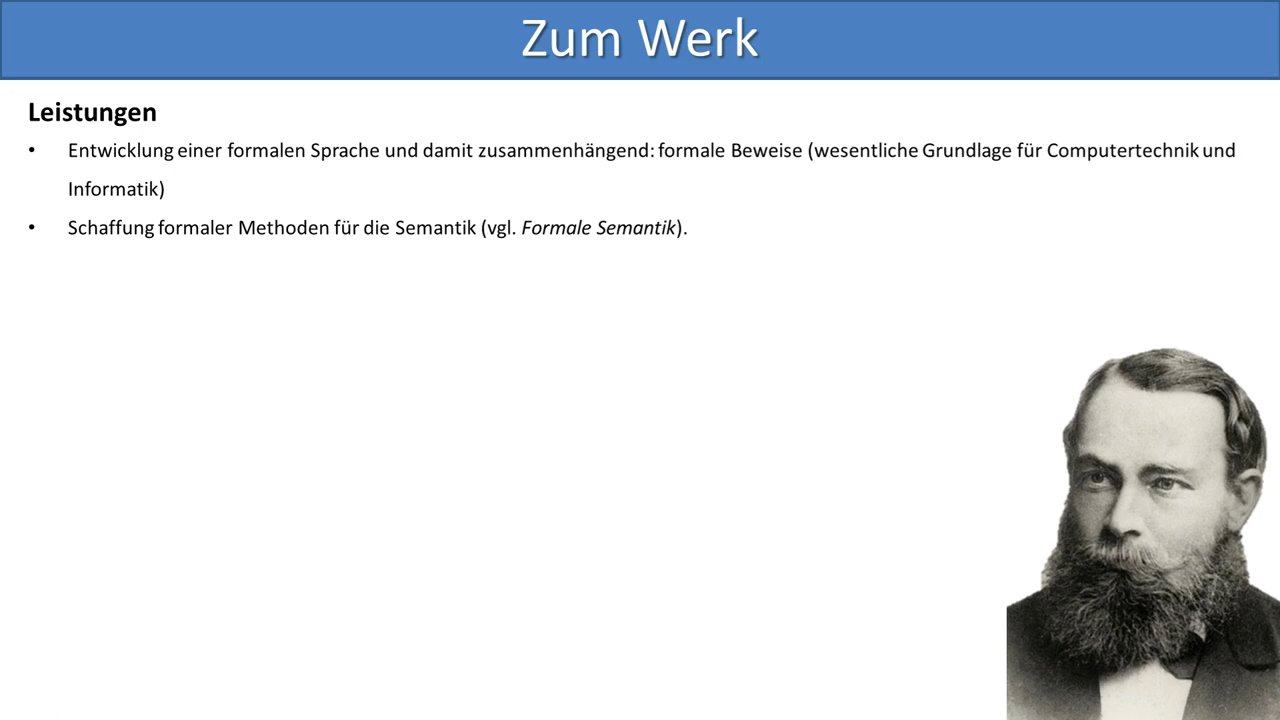 Zum Werk
Leistungen
• Entwicklung einer formalen Sprache und damit zusammenhängend: formale Beweise (wesentliche Grundlage für Computertechnik und
Informatik)
• Schaffung formaler Methoden für die Semantik (vgl. Formale Semantik).